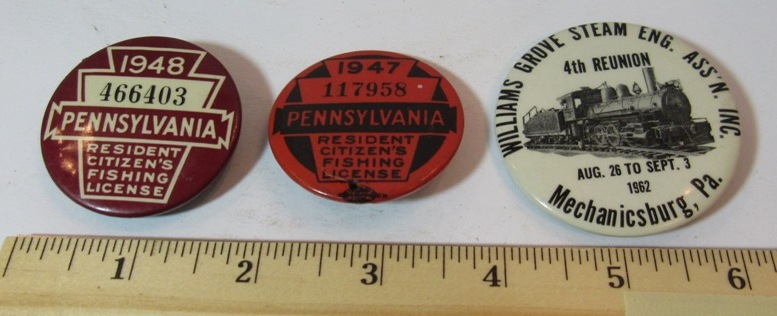 1948
466403
PENNSYLVANIA
RESIDENT
CITIZEN'S
FISHING
LICENSE
1947
117958
PENNSYLVANIA
RESIDENT
CITIZEN'S
FISHING
LICENSE
WILLIAMS GROVE STEAM ENG. ASS'N. INC.
4th REUNION
AUG. 26 TO SEPT. 3
1962
Mechanicsburg, Pa.
1 2 3 4 5 6